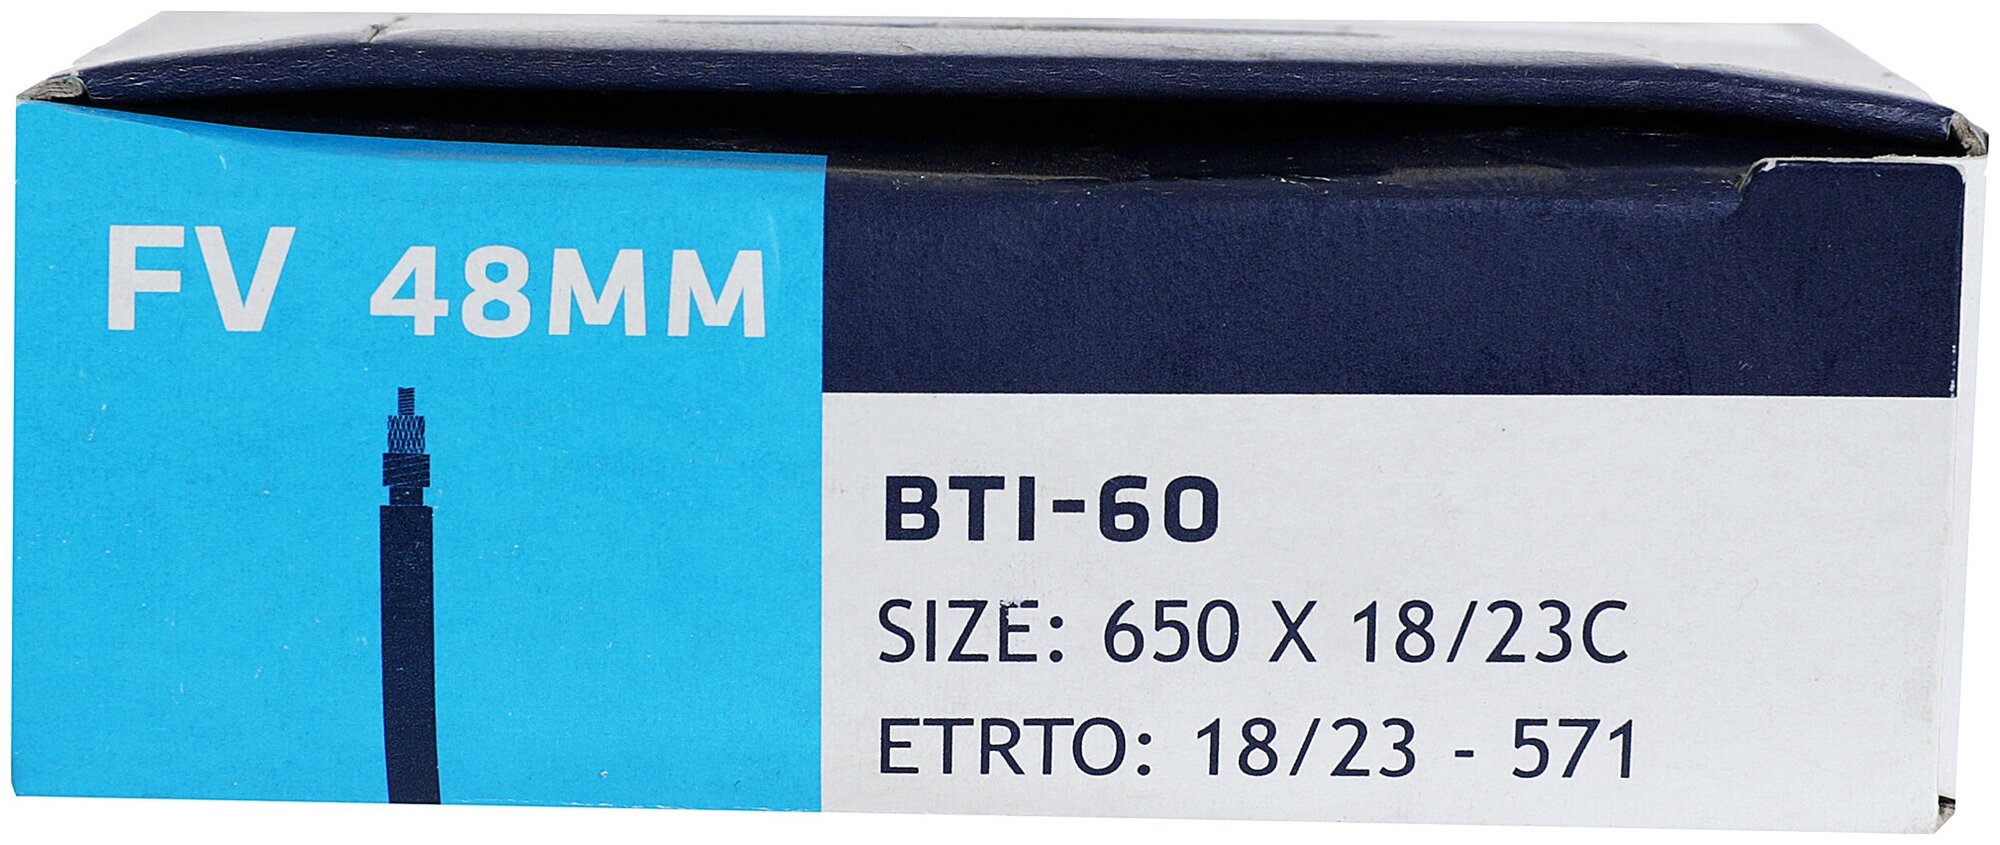 FV 48MM
BTI-60
SIZE: 650 X 18/23C
ETRTO: 18/23 - 571